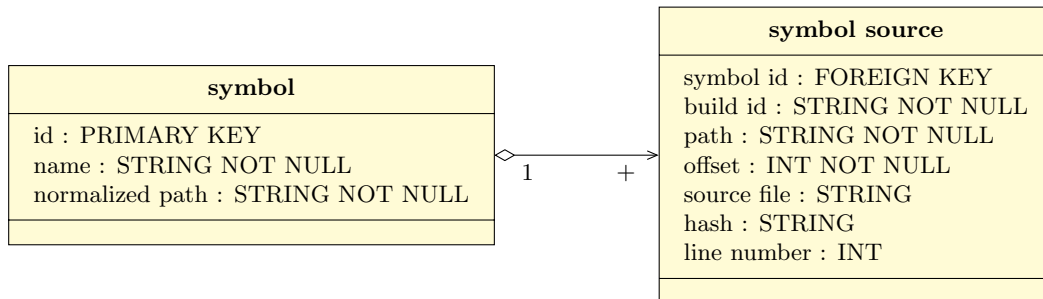 symbol
id : PRIMARY KEY
name : STRING NOT NULL
normalized path : STRING NOT NULL
1
+
symbol source
symbol id : FOREIGN KEY
build id : STRING NOT NULL
path : STRING NOT NULL
offset : INT NOT NULL
source file : STRING
hash : STRING
line number : INT